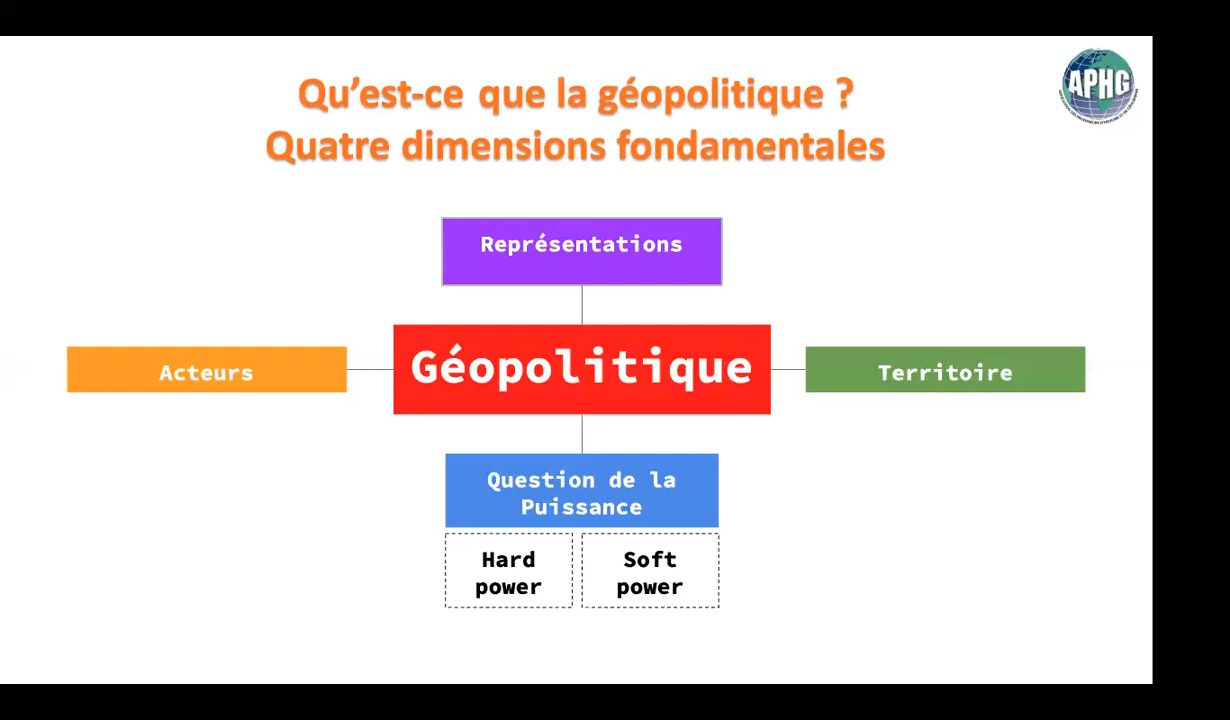 Qu’est-ce que la géopolitique ?
Quatre dimensions fondamentales
APHG
Représentations
Acteurs
Géopolitique
Territoire
Question de la
Puissance
Hard
power
Soft
power